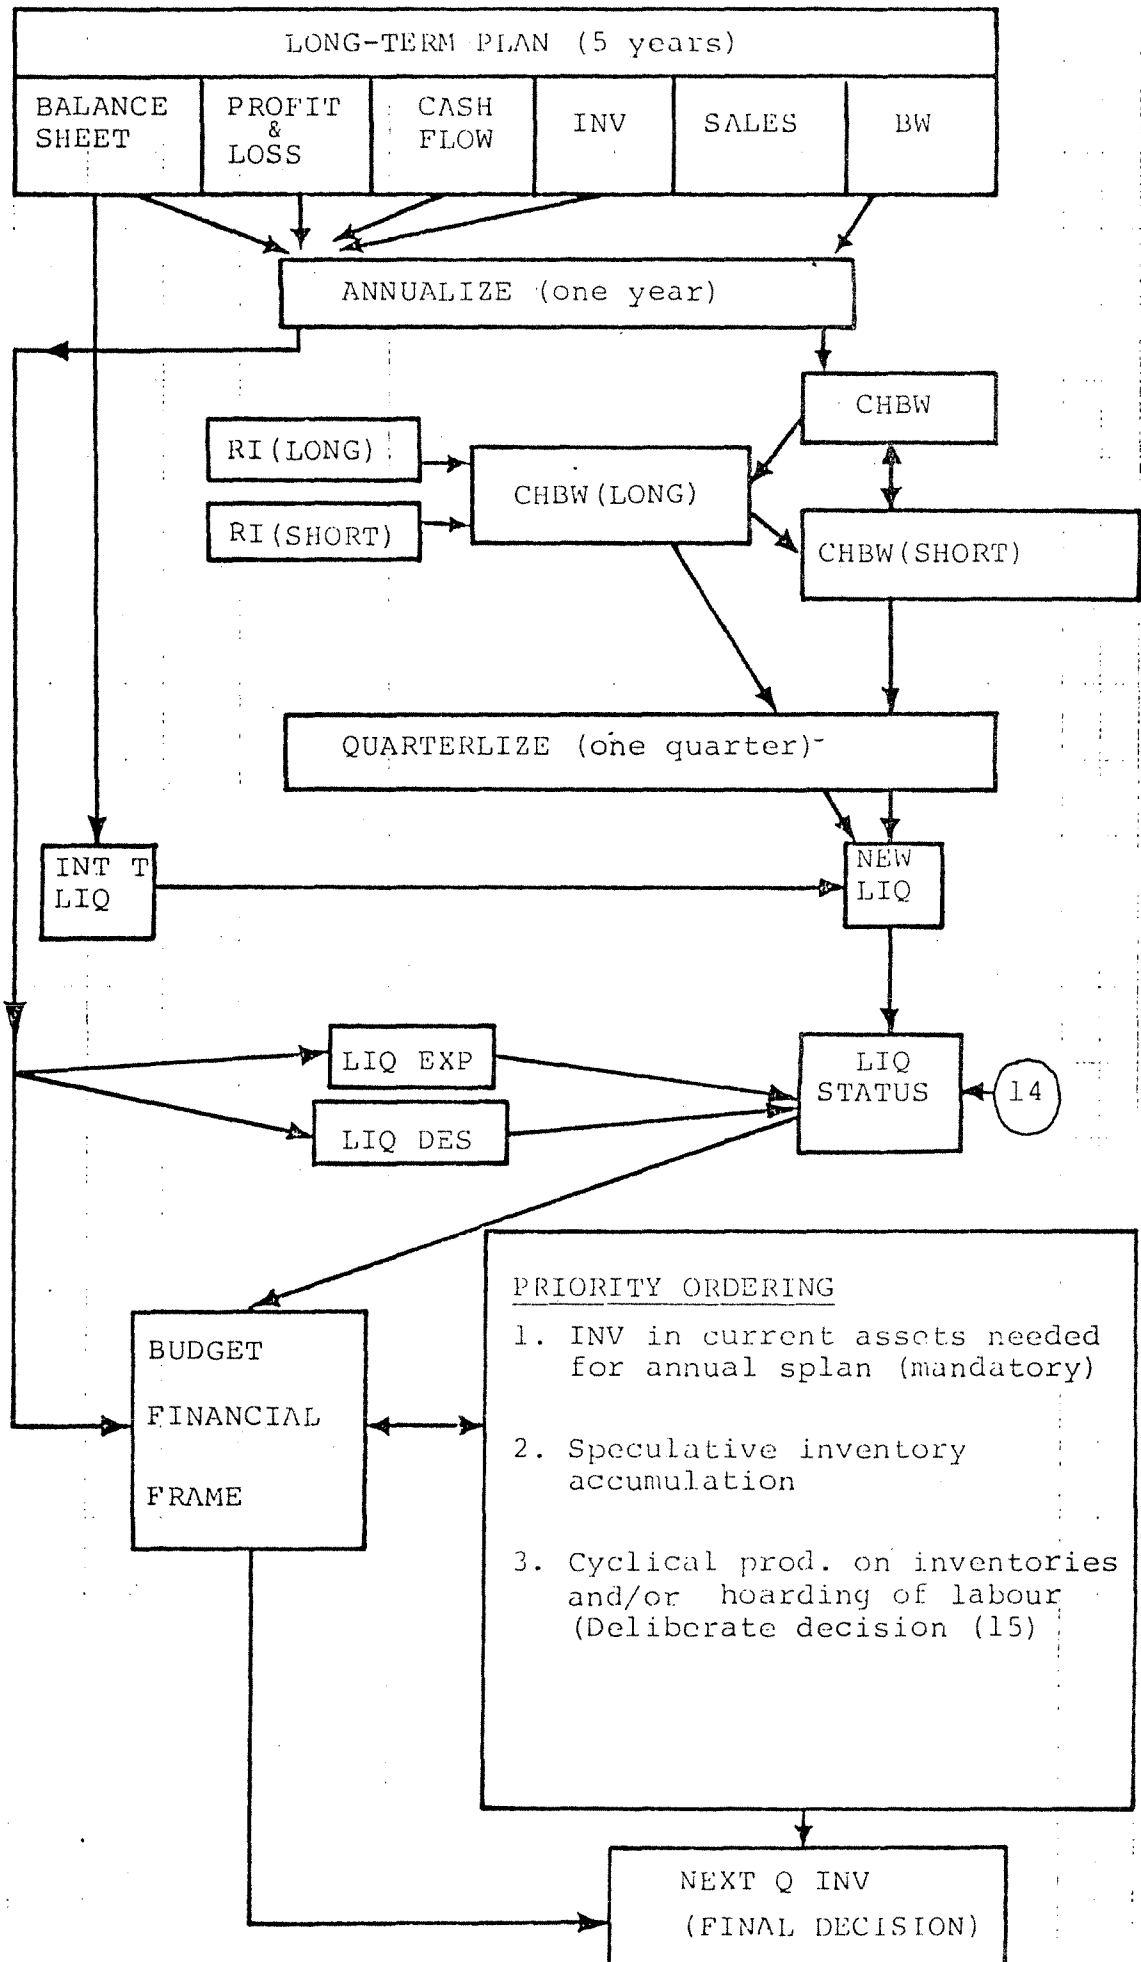 LONG-TERM PLAN (5 years)
BALANCE
SHEET
PROFIT
&
LOSS
CASH
FLOW
INV
SALES
BW
ANNUALIZE (one year)
CHBW
RI(LONG)
CHBW(LONG)
RI(SHORT)
CHBW(SHORT)
QUARTERLIZE (one quarter)
INT T
LIQ
NEW
LIQ
LIQ EXP
LIQ DES
LIQ
STATUS
14
PRIORITY ORDERING
1. INV in current assets needed
for annual splan (mandatory)
2. Speculative inventory
accumulation
3. Cyclical prod. on inventories
and/or hoarding of labour
(Deliberate decision (15)
BUDGET
FINANCIAL
FRAME
NEXT Q INV
(FINAL DECISION)